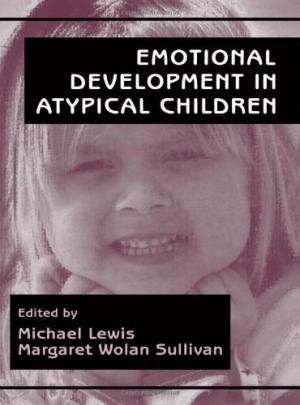 EMOTIONAL
DEVELOPMENT IN
ATYPICAL CHILDREN
Edited by
Michael Lewis
Margaret Wolan Sullivan